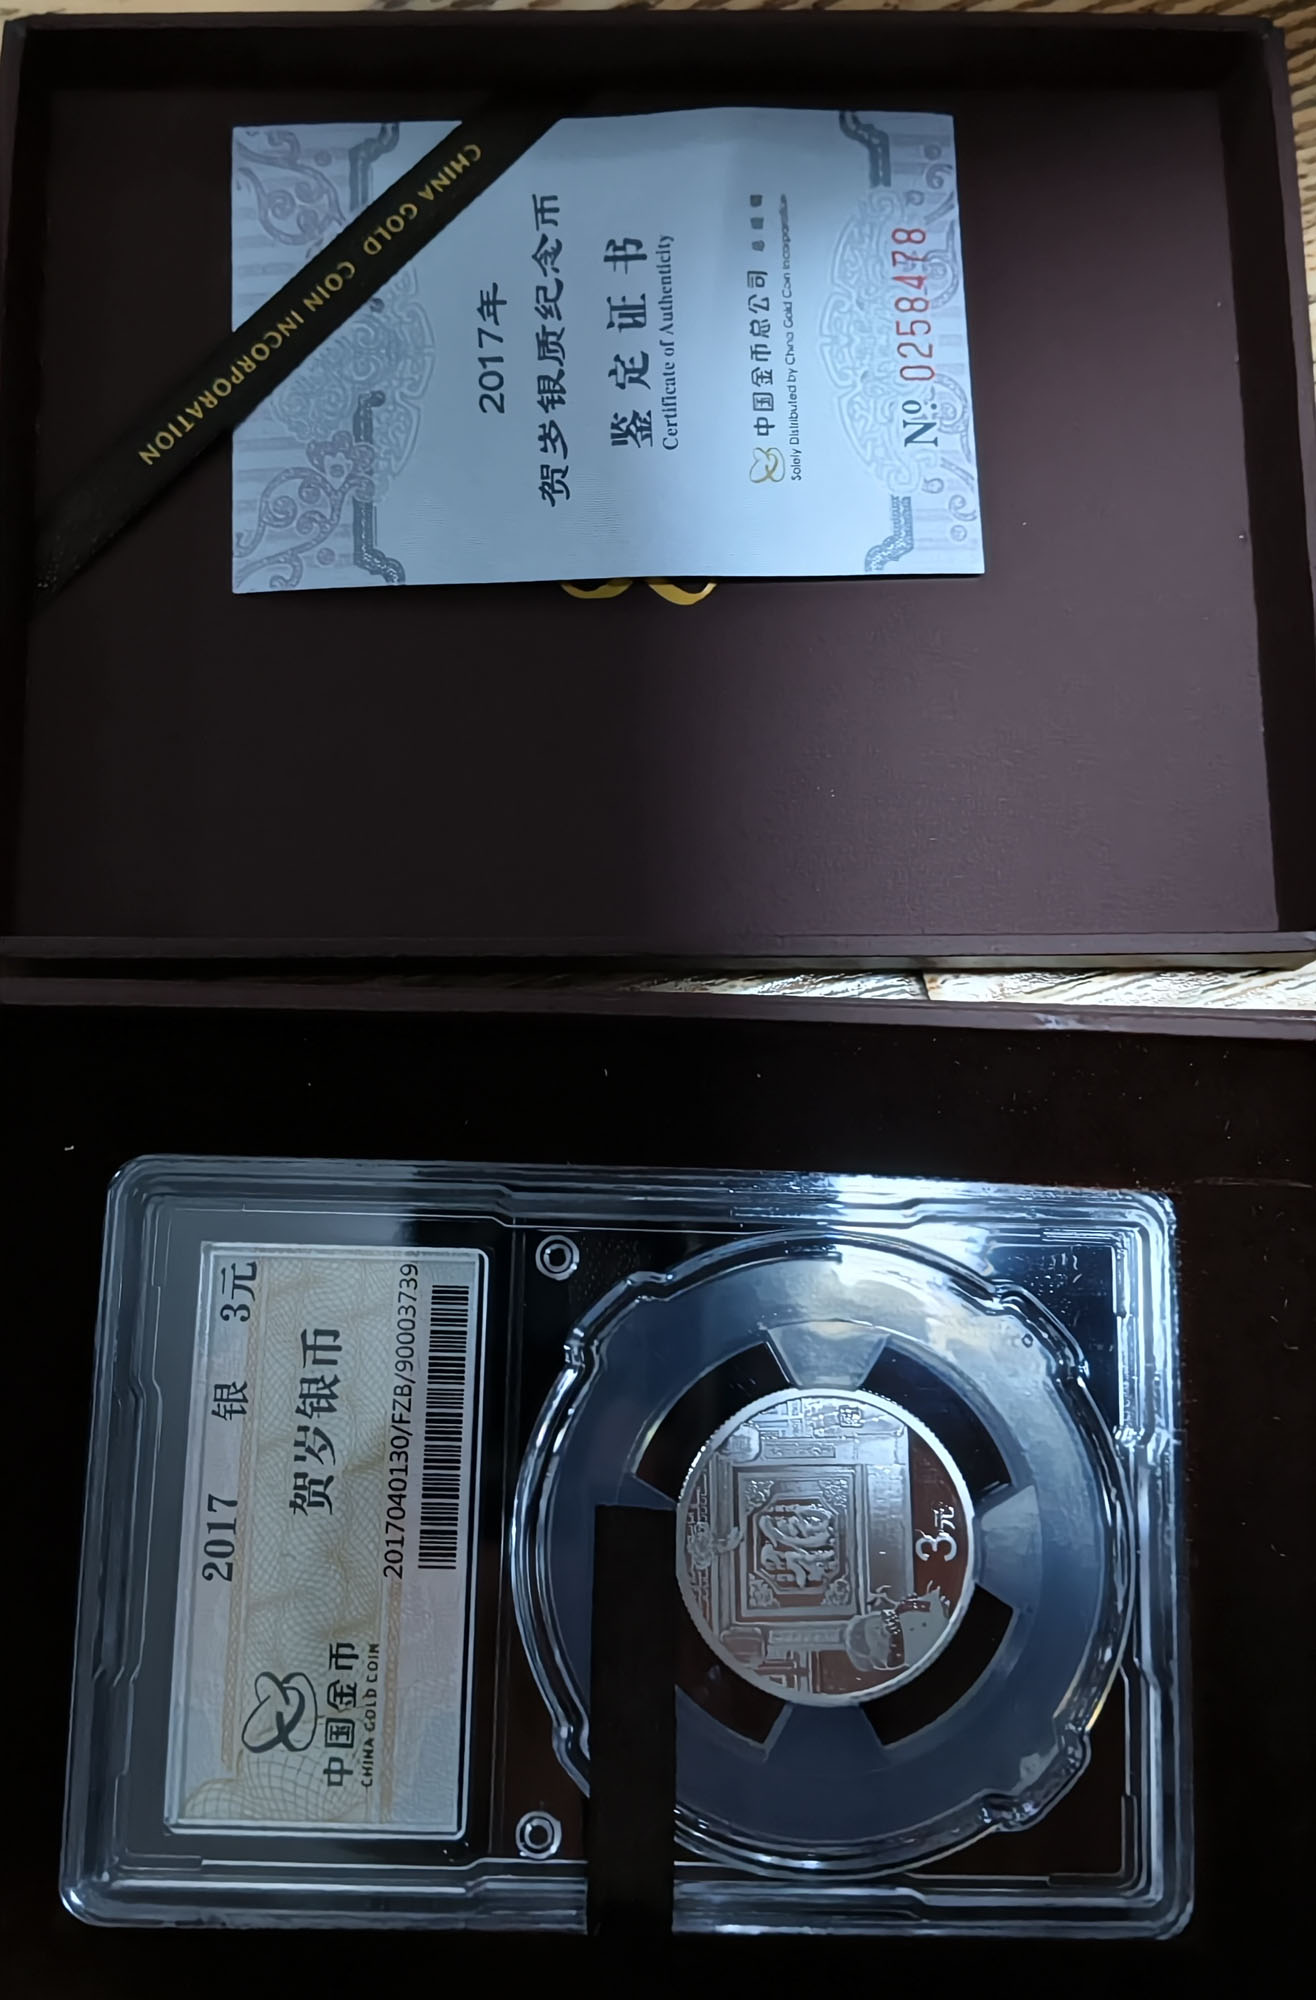 CHINA GOLD COIN INCORPORATION
2017年
贺岁银质纪念币
鉴定证书
Certificate of Authenticity
中国金币总公司
Solely Distributed by China Gold Coin Incorporation
№. 0258478
2017 银 3元
贺岁银币
中国金币
CHINA GOLD COIN
2017040130/FZB/90003739
福
3元